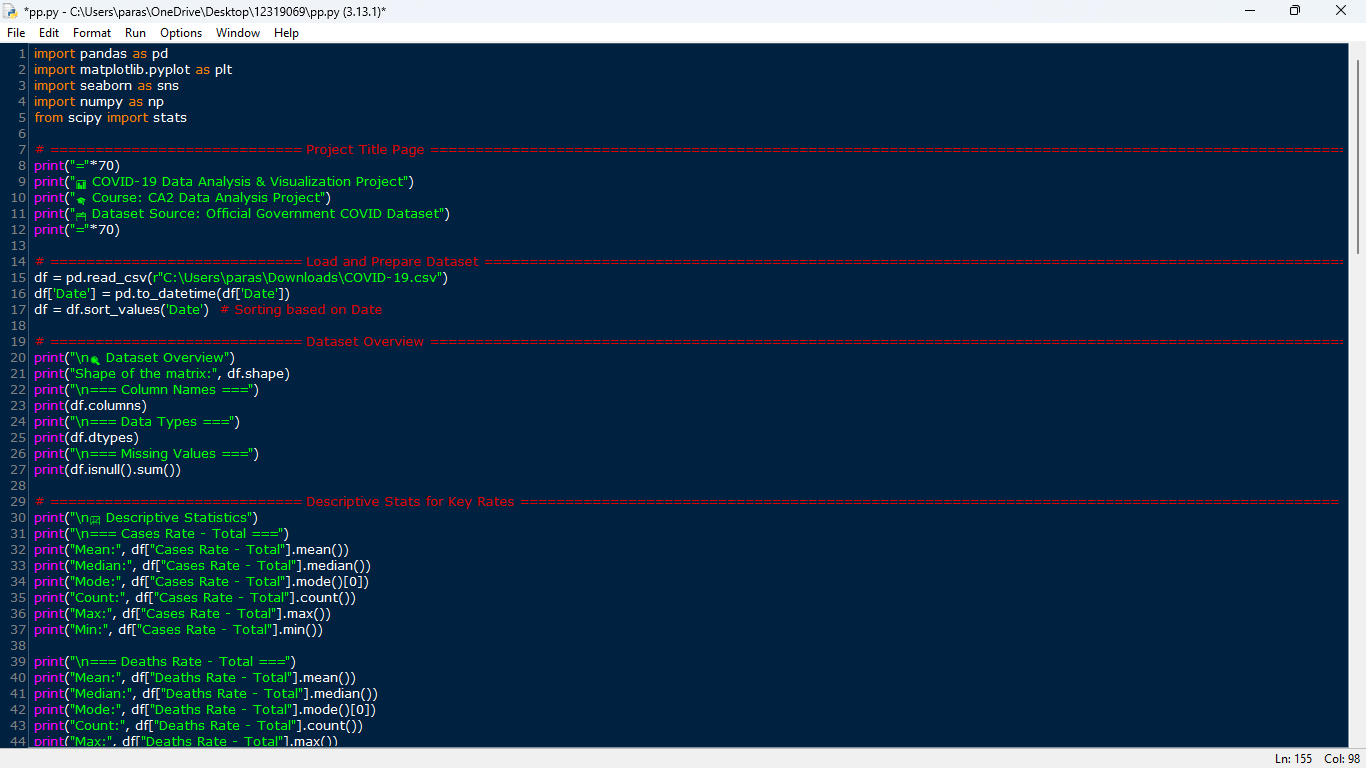 *pp.py - C:\Users\paras\OneDrive\Desktop\12319069\pp.py (3.13.1)*
File Edit Format Run Options Window Help
1 import pandas as pd
2 import matplotlib.pyplot as plt
3 import seaborn as sns
4 import numpy as np
5 from scipy import stats
6
7 # ============================ Project Title Page ====================================================================================================
8 print("="*70)
9 print("📊 COVID-19 Data Analysis & Visualization Project")
10 print("🎓 Course: CA2 Data Analysis Project")
11 print("🏛 Dataset Source: Official Government COVID Dataset")
12 print("="*70)
13
14 # ============================ Load and Prepare Dataset ==============================================================================================
15 df = pd.read_csv(r"C:\Users\paras\Downloads\COVID-19.csv")
16 df['Date'] = pd.to_datetime(df['Date'])
17 df = df.sort_values('Date')  # Sorting based on Date
18
19 # ============================ Dataset Overview ====================================================================================================
20 print("\n🔍 Dataset Overview")
21 print("Shape of the matrix:", df.shape)
22 print("\n=== Column Names ===")
23 print(df.columns)
24 print("\n=== Data Types ===")
25 print(df.dtypes)
26 print("\n=== Missing Values ===")
27 print(df.isnull().sum())
28
29 # ============================ Descriptive Stats for Key Rates ===========================================================================================
30 print("\n📈 Descriptive Statistics")
31 print("\n=== Cases Rate - Total ===")
32 print("Mean:", df["Cases Rate - Total"].mean())
33 print("Median:", df["Cases Rate - Total"].median())
34 print("Mode:", df["Cases Rate - Total"].mode()[0])
35 print("Count:", df["Cases Rate - Total"].count())
36 print("Max:", df["Cases Rate - Total"].max())
37 print("Min:", df["Cases Rate - Total"].min())
38
39 print("\n=== Deaths Rate - Total ===")
40 print("Mean:", df["Deaths Rate - Total"].mean())
41 print("Median:", df["Deaths Rate - Total"].median())
42 print("Mode:", df["Deaths Rate - Total"].mode()[0])
43 print("Count:", df["Deaths Rate - Total"].count())
44 print("Max:", df["Deaths Rate - Total"].max())
Ln: 155 Col: 98